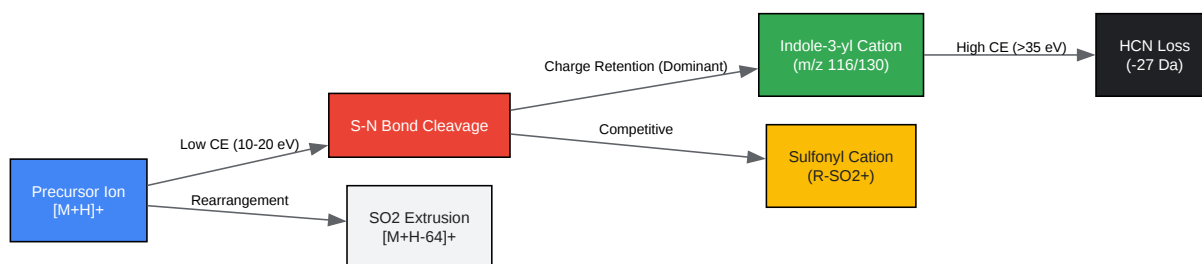 Precursor Ion
[M+H]+
Low CE (10-20 eV)
Rearrangement
S-N Bond Cleavage
SO2 Extrusion
[M+H-64]+
Charge Retention (Dominant)
Competitive
Indole-3-yl Cation
(m/z 116/130)
Sulfonyl Cation
(R-SO2+)
High CE (>35 eV)
HCN Loss
(-27 Da)